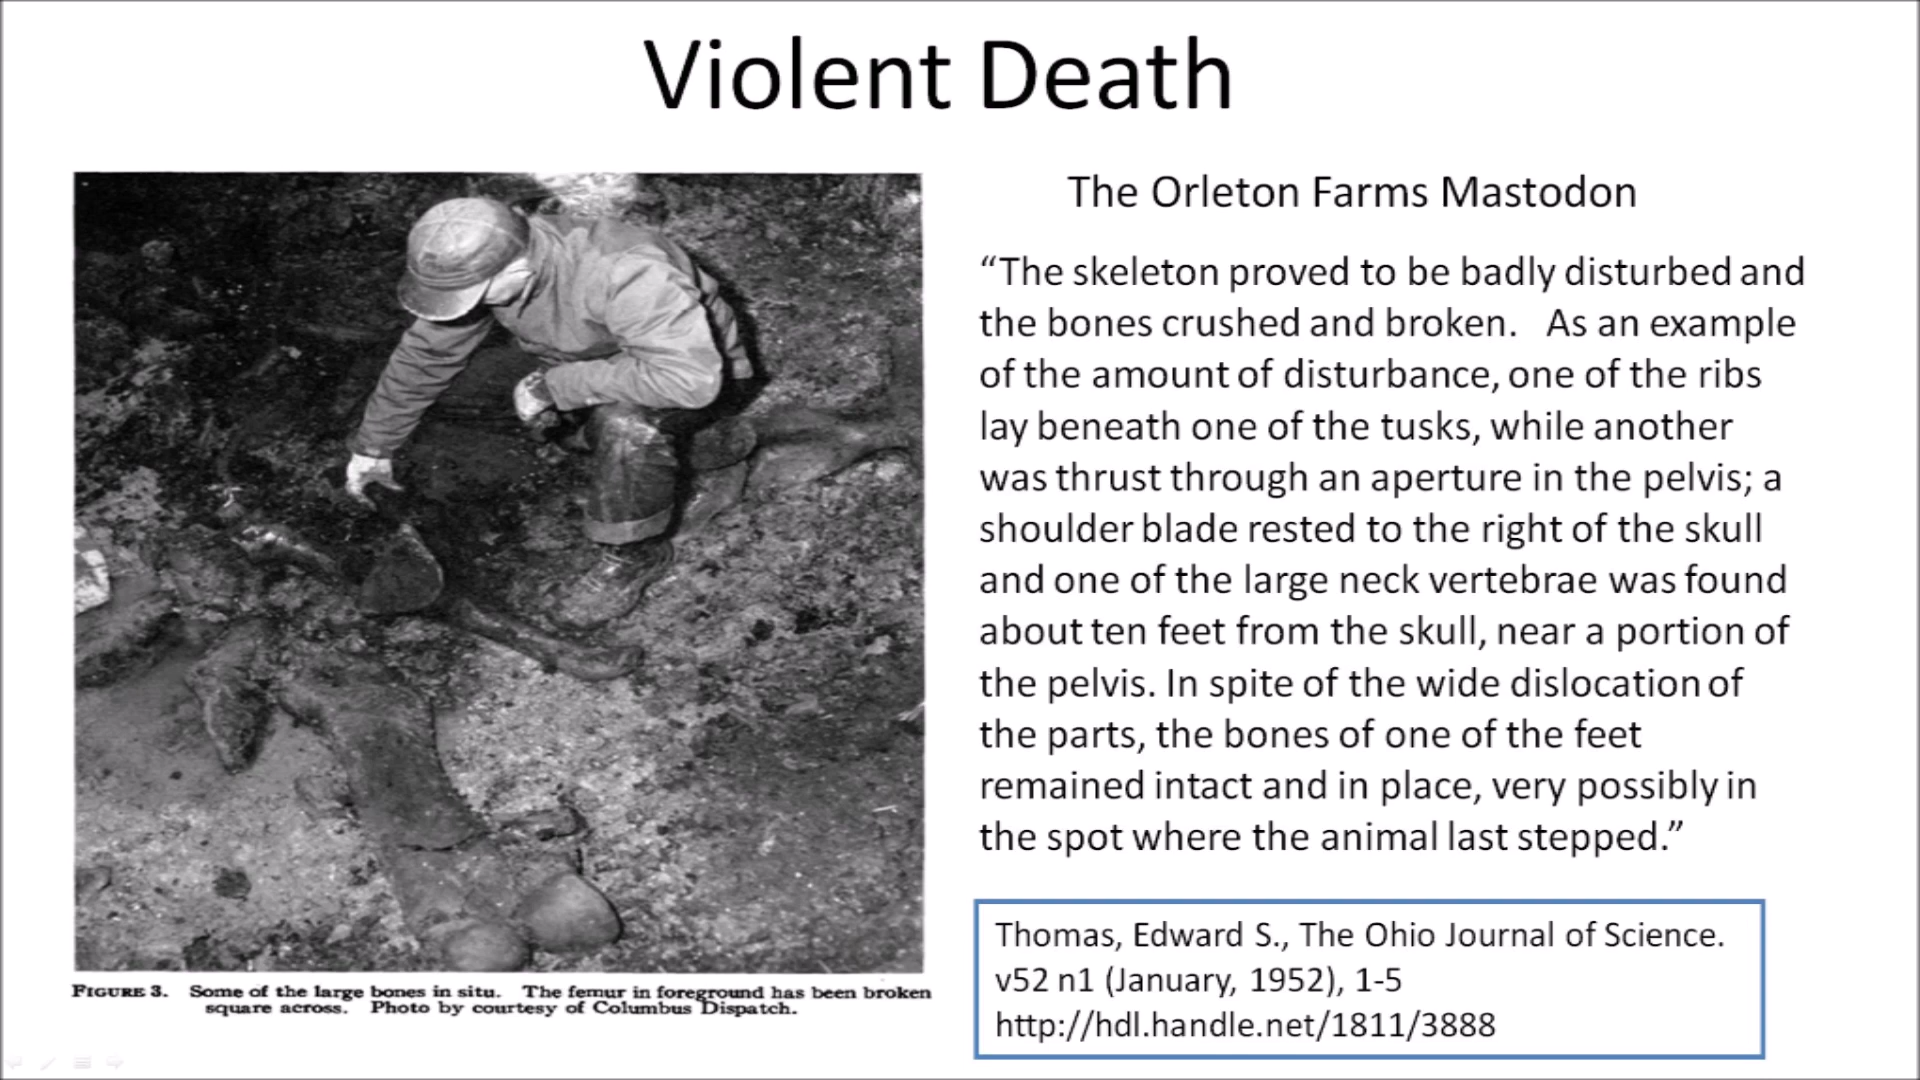 Violent Death
The Orleton Farms Mastodon
“The skeleton proved to be badly disturbed and
the bones crushed and broken.   As an example
of the amount of disturbance, one of the ribs
lay beneath one of the tusks, while another
was thrust through an aperture in the pelvis; a
shoulder blade rested to the right of the skull
and one of the large neck vertebrae was found
about ten feet from the skull, near a portion of
the pelvis. In spite of the wide dislocation of
the parts, the bones of one of the feet
remained intact and in place, very possibly in
the spot where the animal last stepped.”
Thomas, Edward S., The Ohio Journal of Science.
v52 n1 (January, 1952), 1-5
http://hdl.handle.net/1811/3888
FIGURE 3.   Some of the large bones in situ.   The femur in foreground has been broken
square across.   Photo by courtesy of Columbus Dispatch.